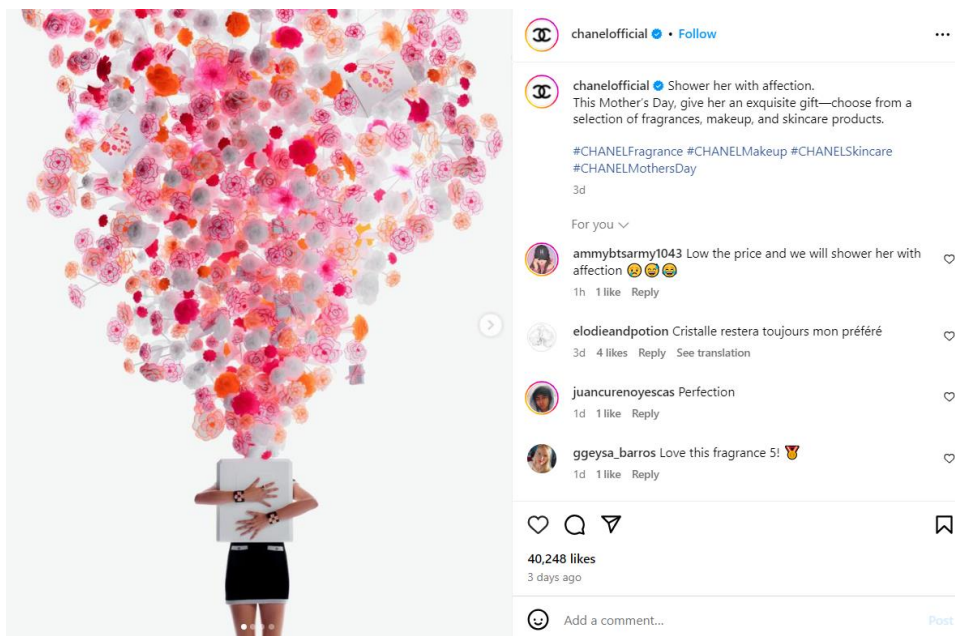 chanelofficial • Follow
chanelofficial Shower her with affection.
This Mother's Day, give her an exquisite gift—choose from a
selection of fragrances, makeup, and skincare products.
#CHANELFragrance #CHANELMakeup #CHANELSkincare
#CHANELMothersDay
3d
For you
ammybtsarmy1043 Low the price and we will shower her with
affection 😢😅😂
1h 1 like Reply
elodieandpotion Cristalle restera toujours mon préféré
3d 4 likes Reply See translation
juancurenoyescas Perfection
1d 1 like Reply
ggeysa_barros Love this fragrance 5! 🏅
1d 1 like Reply
40,248 likes
3 days ago
Add a comment...
Post